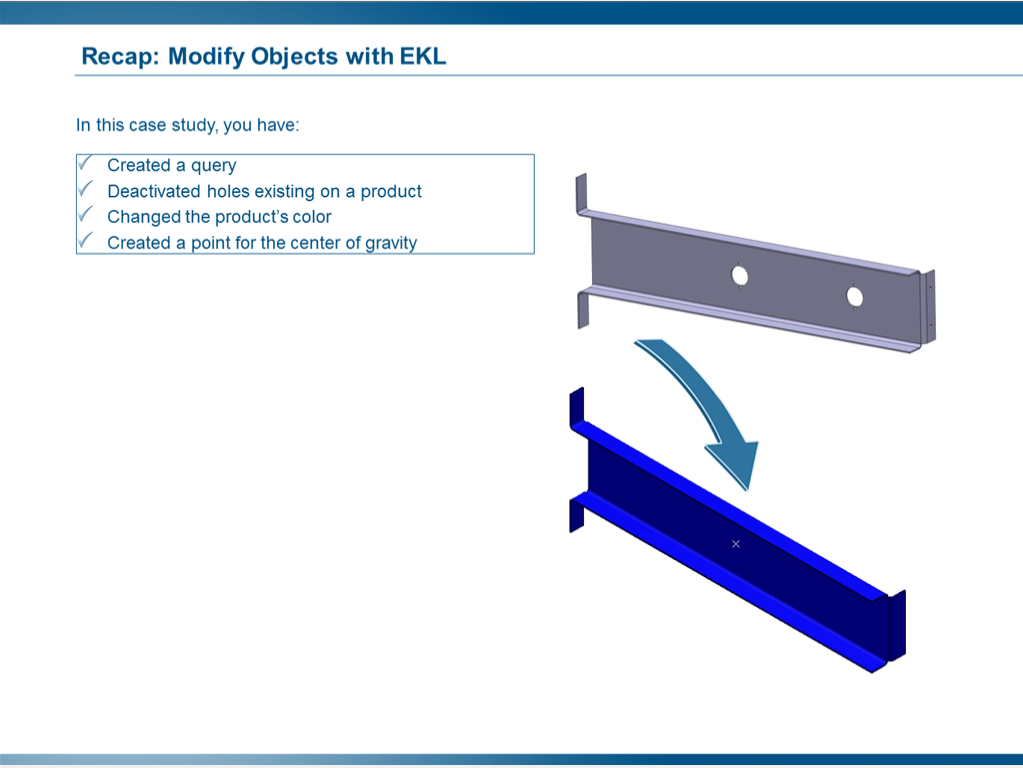 Recap: Modify Objects with EKL
In this case study, you have:
Created a query
Deactivated holes existing on a product
Changed the product’s color
Created a point for the center of gravity